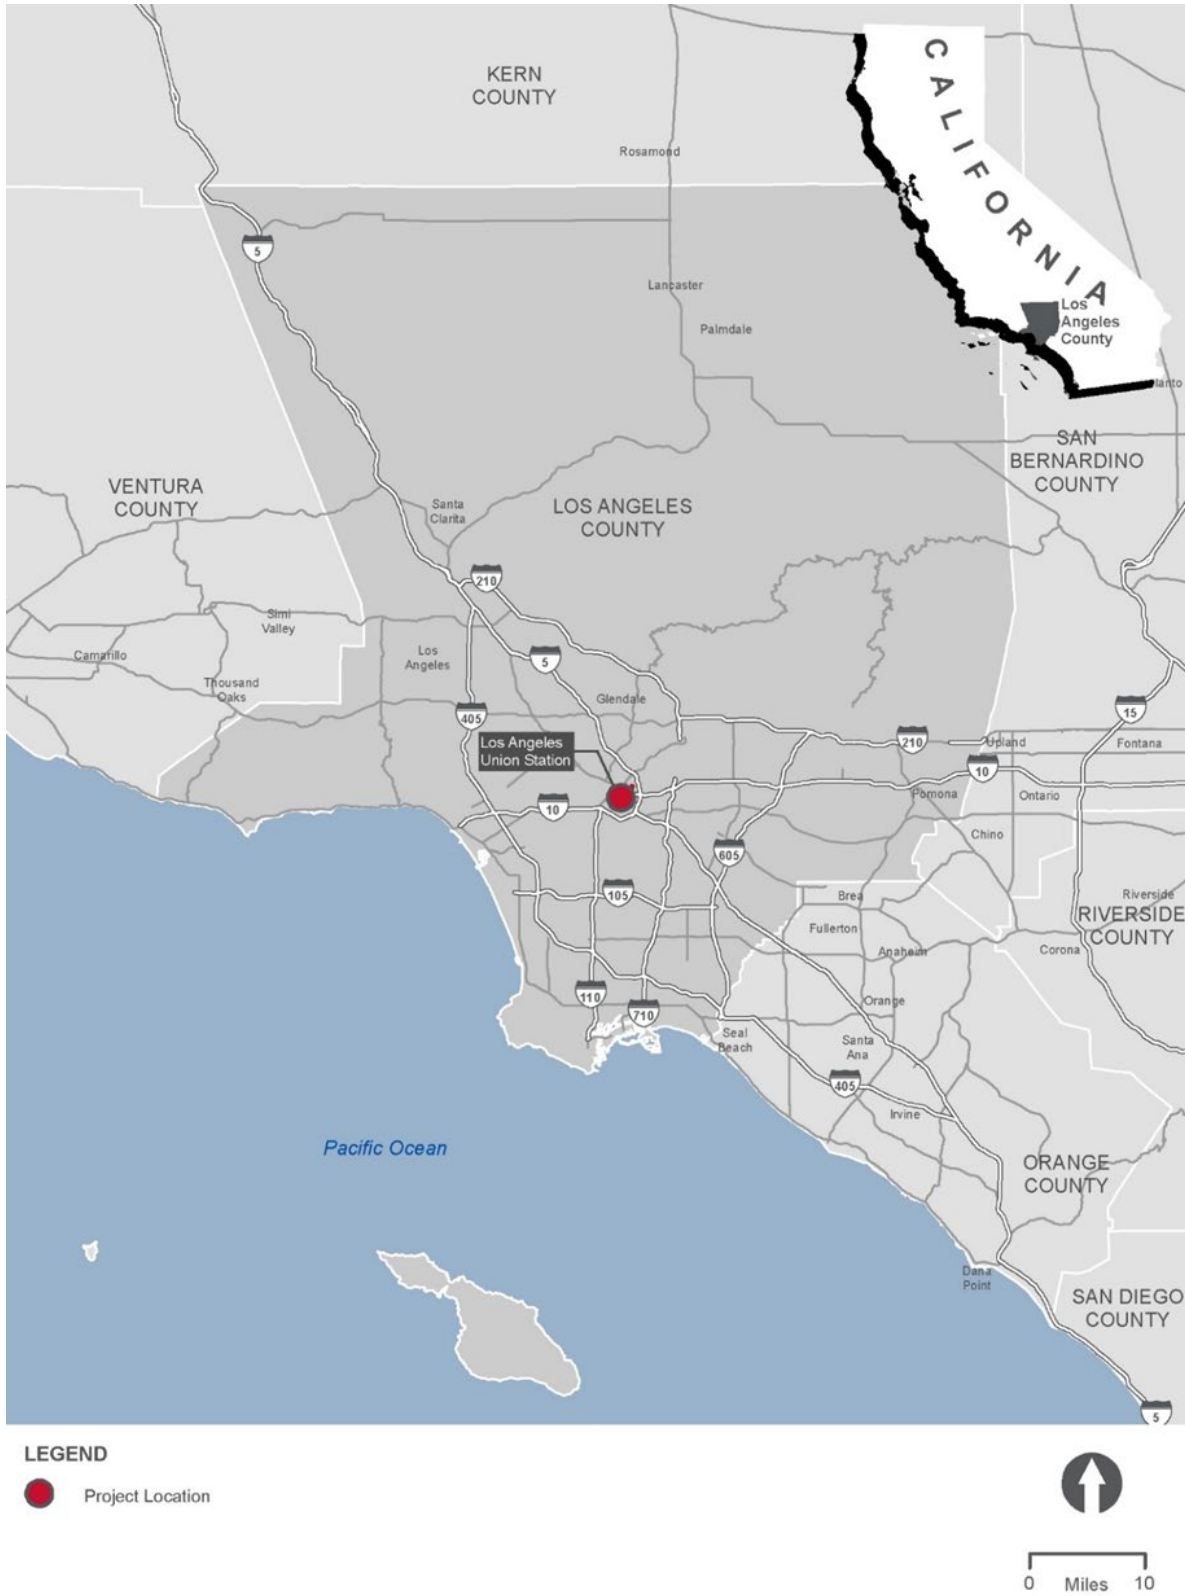 KERN
COUNTY
CALIFORNIA
Rosamond
5
Lancaster
Palmdale
Los
Angeles
County
SAN
BERNARDINO
COUNTY
VENTURA
COUNTY
Santa
Clarita
LOS ANGELES
COUNTY
210
Simi
Valley
Los
Angeles
5
Camarillo
Thousand
Oaks
Glendale
405
15
Los Angeles
Union Station
210
Upland
Fontana
10
Pomona
Ontario
10
Chino
605
105
Brea
Riverside
RIVERSIDE
COUNTY
Fullerton
Anaheim
Corona
110
710
Orange
Seal
Beach
Santa
Ana
405
Irvine
Pacific Ocean
ORANGE
COUNTY
Dana
Point
SAN DIEGO
COUNTY
5
LEGEND
Project Location
0 Miles 10